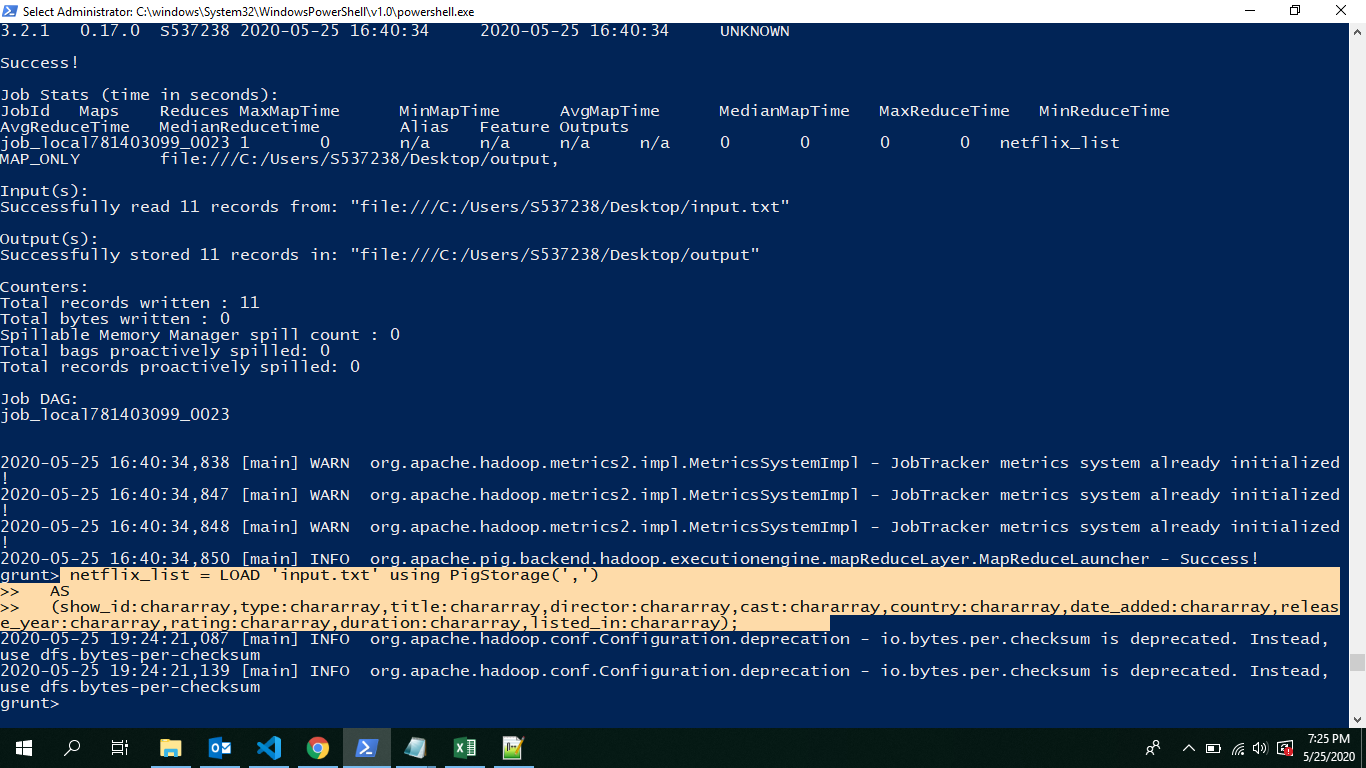 Select Administrator: C:\windows\System32\WindowsPowerShell\v1.0\powershell.exe
3.2.1   0.17.0  S537238 2020-05-25 16:40:34     2020-05-25 16:40:34     UNKNOWN
Success!
Job Stats (time in seconds):
JobId   Maps    Reduces MaxMapTime      MinMapTime      AvgMapTime      MedianMapTime   MaxReduceTime   MinReduceTime
AvgReduceTime   MedianReducetime        Alias   Feature Outputs
job_local781403099_0023 1       0       n/a     n/a     n/a     n/a     0       0       0       0   netflix_list
MAP_ONLY        file:///C:/Users/S537238/Desktop/output,
Input(s):
Successfully read 11 records from: "file:///C:/Users/S537238/Desktop/input.txt"
Output(s):
Successfully stored 11 records in: "file:///C:/Users/S537238/Desktop/output"
Counters:
Total records written : 11
Total bytes written : 0
Spillable Memory Manager spill count : 0
Total bags proactively spilled: 0
Total records proactively spilled: 0
Job DAG:
job_local781403099_0023
2020-05-25 16:40:34,838 [main] WARN  org.apache.hadoop.metrics2.impl.MetricsSystemImpl - JobTracker metrics system already initialized
!
2020-05-25 16:40:34,847 [main] WARN  org.apache.hadoop.metrics2.impl.MetricsSystemImpl - JobTracker metrics system already initialized
!
2020-05-25 16:40:34,848 [main] WARN  org.apache.hadoop.metrics2.impl.MetricsSystemImpl - JobTracker metrics system already initialized
!
2020-05-25 16:40:34,850 [main] INFO  org.apache.pig.backend.hadoop.executionengine.mapReduceLayer.MapReduceLauncher - Success!
grunt> netflix_list = LOAD 'input.txt' using PigStorage(',')
>>   AS
>>   (show_id:chararray,type:chararray,title:chararray,director:chararray,cast:chararray,country:chararray,date_added:chararray,releas
e_year:chararray,rating:chararray,duration:chararray,listed_in:chararray);
2020-05-25 19:24:21,087 [main] INFO  org.apache.hadoop.conf.Configuration.deprecation - io.bytes.per.checksum is deprecated. Instead,
use dfs.bytes-per-checksum
2020-05-25 19:24:21,139 [main] INFO  org.apache.hadoop.conf.Configuration.deprecation - io.bytes.per.checksum is deprecated. Instead,
use dfs.bytes-per-checksum
grunt>
7:25 PM
5/25/2020